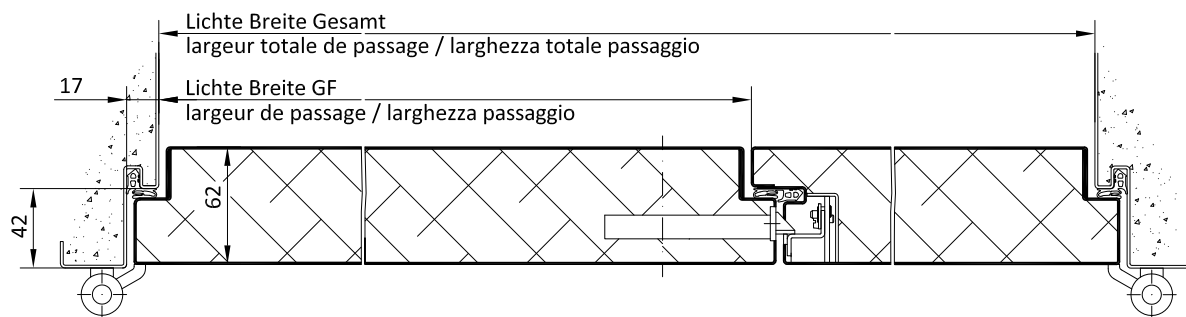 Lichte Breite Gesamt
largeur totale de passage / larghezza totale passaggio
17
Lichte Breite GF
largeur de passage / larghezza passaggio
62
42